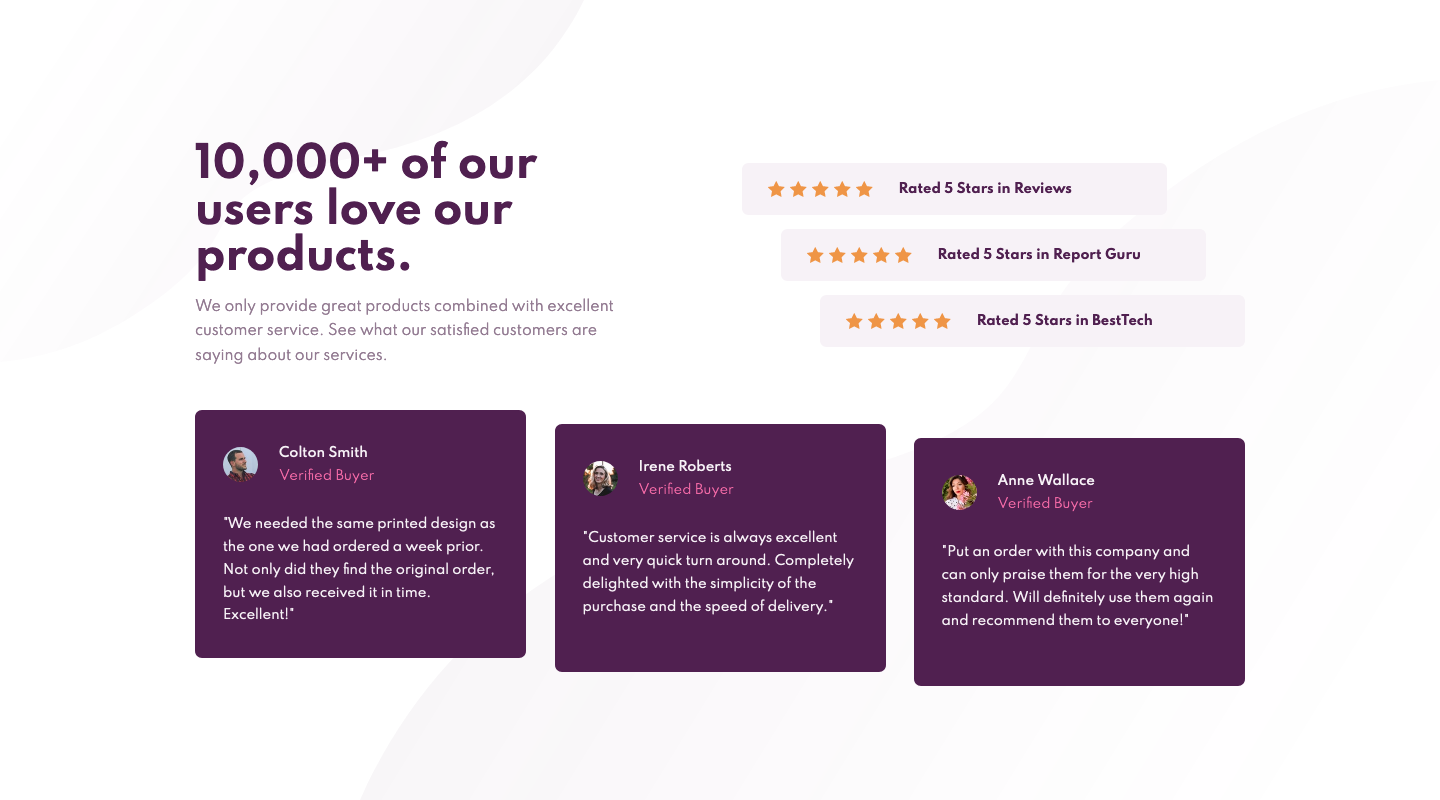 10,000+ of our
users love our
products.
We only provide great products combined with excellent
customer service. See what our satisfied customers are
saying about our services.
Rated 5 Stars in Reviews
Rated 5 Stars in Report Guru
Rated 5 Stars in BestTech
Colton Smith
Verified Buyer
"We needed the same printed design as
the one we had ordered a week prior.
Not only did they find the original order,
but we also received it in time.
Excellent!"
Irene Roberts
Verified Buyer
"Customer service is always excellent
and very quick turn around. Completely
delighted with the simplicity of the
purchase and the speed of delivery."
Anne Wallace
Verified Buyer
"Put an order with this company and
can only praise them for the very high
standard. Will definitely use them again
and recommend them to everyone!"